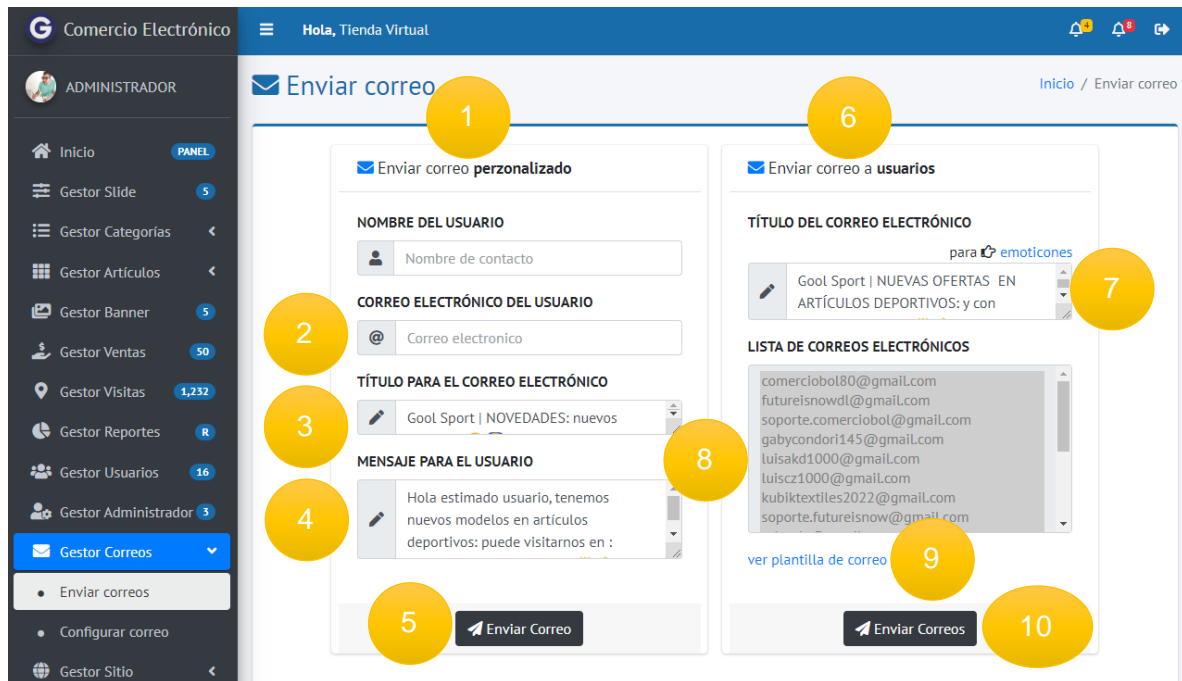 G Comercio Electrónico
Hola, Tienda Virtual
4
8
ADMINISTRADOR
Inicio PANEL
Gestor Slide 5
Gestor Categorías
Gestor Artículos
Gestor Banner 5
Gestor Ventas 50
Gestor Visitas 1,232
Gestor Reportes R
Gestor Usuarios 16
Gestor Administrador 3
Gestor Correos
Enviar correos
Configurar correo
Gestor Sitio
Enviar correo
Inicio / Enviar correo
1
Enviar correo perzonalizado
NOMBRE DEL USUARIO
Nombre de contacto
CORREO ELECTRÓNICO DEL USUARIO
2
@ Correo electronico
TÍTULO PARA EL CORREO ELECTRÓNICO
3
Gool Sport | NOVEDADES: nuevos
MENSAJE PARA EL USUARIO
4
Hola estimado usuario, tenemos
nuevos modelos en artículos
deportivos: puede visitarnos en :
5
Enviar Correo
6
Enviar correo a usuarios
TÍTULO DEL CORREO ELECTRÓNICO
para emoticones
Gool Sport | NUEVAS OFERTAS EN
ARTÍCULOS DEPORTIVOS: y con
7
LISTA DE CORREOS ELECTRÓNICOS
8
comerciobol80@gmail.com
futureisnowdl@gmail.com
soporte.comerciobol@gmail.com
gabycondori145@gmail.com
luisakd1000@gmail.com
luiscz1000@gmail.com
kubiktextiles2022@gmail.com
soporte.futureisnow@gmail.com
ver plantilla de correo
9
Enviar Correos
10